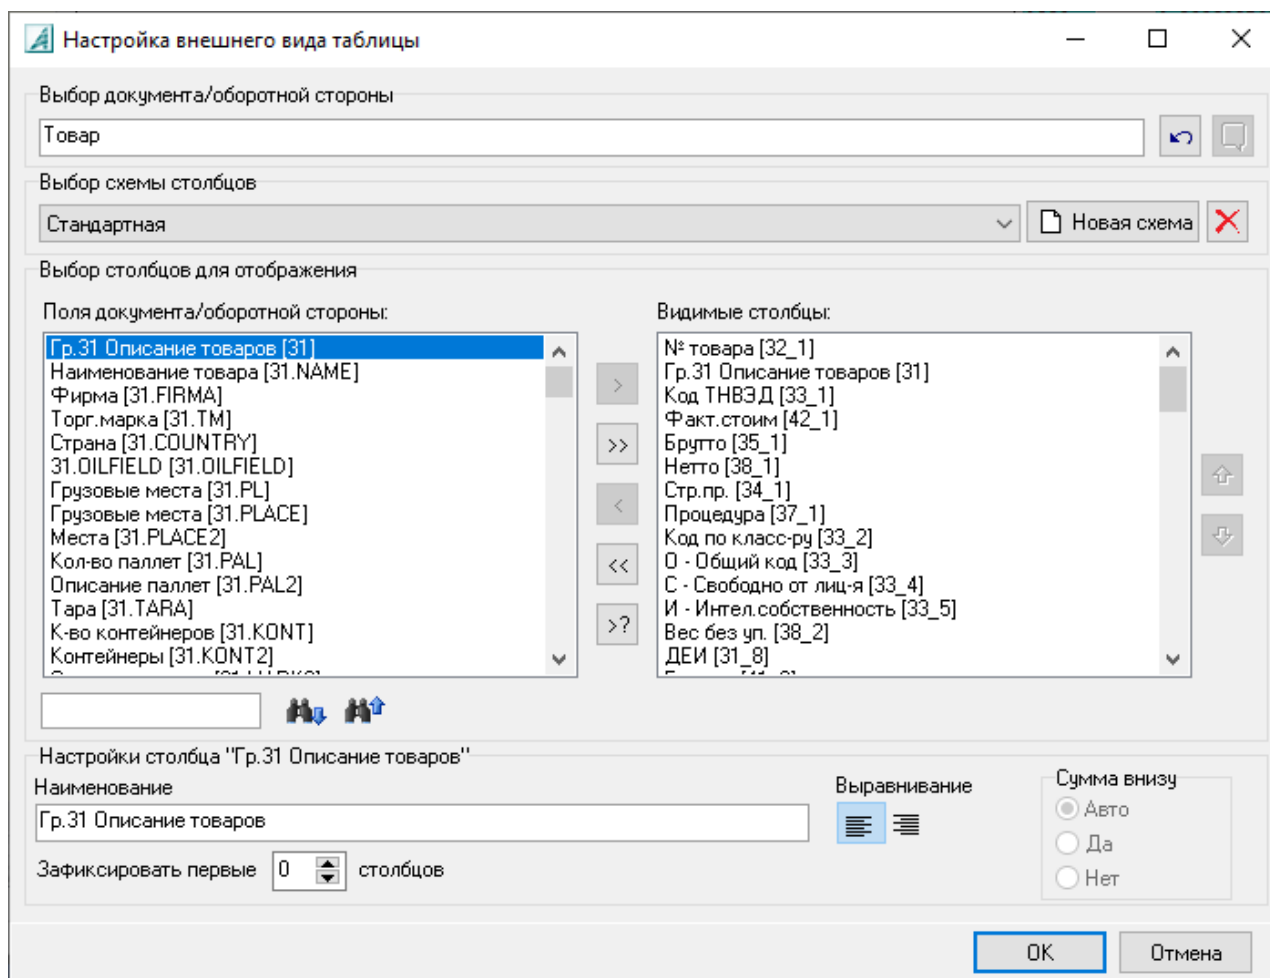 Настройка внешнего вида таблицы
Выбор документа/оборотной стороны
Товар
Выбор схемы столбцов
Стандартная
Новая схема
Выбор столбцов для отображения
Поля документа/оборотной стороны:
Гр.31 Описание товаров [31]
Наименование товара [31.NAME]
Фирма [31.FIRMA]
Торг.марка [31.TM]
Страна [31.COUNTRY]
31.OILFIELD [31.OILFIELD]
Грузовые места [31.PL]
Грузовые места [31.PLACE]
Места [31.PLACE2]
Кол-во паллет [31.PAL]
Описание паллет [31.PAL2]
Тара [31.TARA]
К-во контейнеров [31.KONT]
Контейнеры [31.KONT2]
>
>>
<
<<
>?
Видимые столбцы:
№ товара [32_1]
Гр.31 Описание товаров [31]
Код ТНВЭД [33_1]
Факт.стоим [42_1]
Брутто [35_1]
Нетто [38_1]
Стр.пр. [34_1]
Процедура [37_1]
Код по класс-ру [33_2]
О - Общий код [33_3]
С - Свободно от лиц-я [33_4]
И - Интел.собственность [33_5]
Вес без уп. [38_2]
ДЕИ [31_8]
Настройки столбца "Гр.31 Описание товаров"
Наименование
Гр.31 Описание товаров
Выравнивание
Сумма внизу
Авто
Да
Нет
Зафиксировать первые 0 столбцов
OK
Отмена